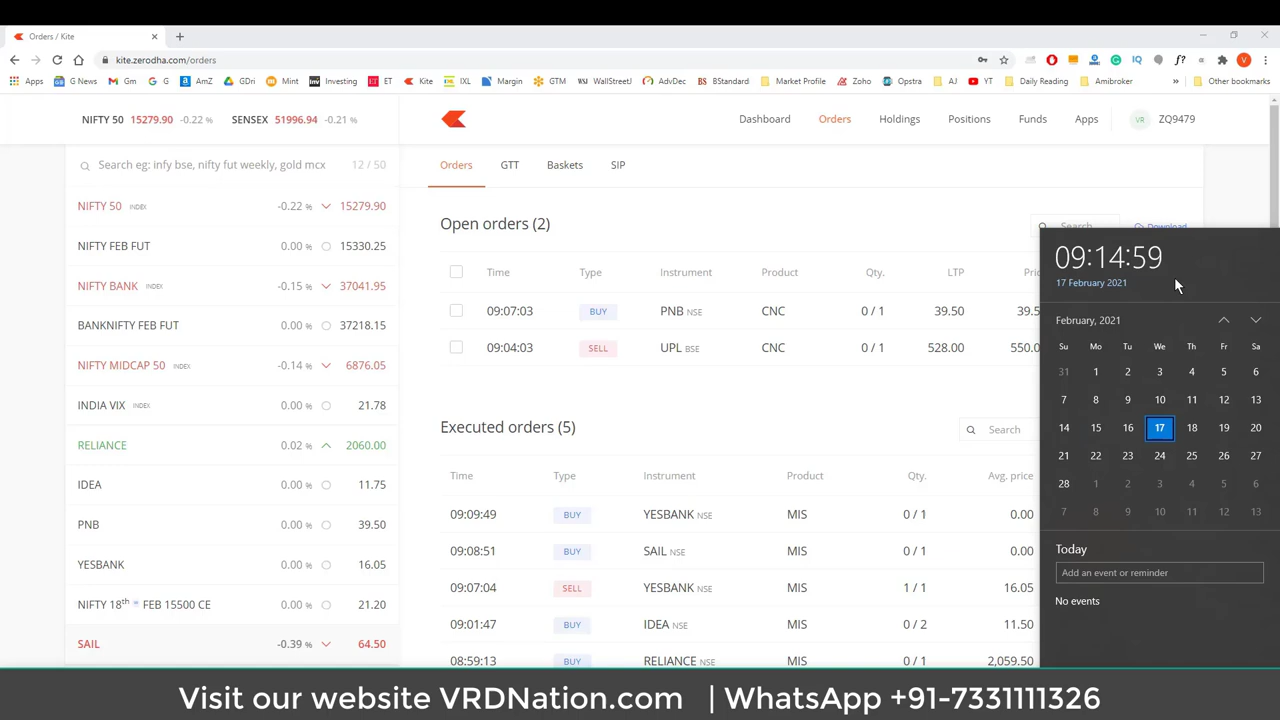 Orders / Kite
kite.zerodha.com/orders
Apps G News Gm G AmZ GDri Mint Investing ET Kite IXL Margin GTM WallStreetJ AdvDec BStandard Market Profile Zoho Opstra AJ YT Daily Reading Amibroker » Other bookmarks
NIFTY 50 15279.90 -0.22 % SENSEX 51996.94 -0.21 %
Dashboard Orders Holdings Positions Funds Apps VR ZQ9479
Search eg: infy bse, nifty fut weekly, gold mcx 12 / 50
Orders GTT Baskets SIP
NIFTY 50 INDEX -0.22 % 15279.90
NIFTY FEB FUT 0.00 % 15330.25
NIFTY BANK INDEX -0.15 % 37041.95
BANKNIFTY FEB FUT 0.00 % 37218.15
NIFTY MIDCAP 50 INDEX -0.14 % 6876.05
INDIA VIX INDEX 0.00 % 21.78
RELIANCE 0.02 % 2060.00
IDEA 0.00 % 11.75
PNB 0.00 % 39.50
YESBANK 0.00 % 16.05
NIFTY 18th FEB 15500 CE 0.00 % 21.20
SAIL -0.39 % 64.50
Open orders (2)
Search Download
Time Type Instrument Product Qty. LTP
09:07:03 BUY PNB NSE CNC 0 / 1 39.50
09:04:03 SELL UPL BSE CNC 0 / 1 528.00
Executed orders (5)
Search
Time Type Instrument Product Qty. Avg. price
09:09:49 BUY YESBANK NSE MIS 0 / 1 0.00
09:08:51 BUY SAIL NSE MIS 0 / 1 0.00
09:07:04 SELL YESBANK NSE MIS 1 / 1 16.05
09:01:47 BUY IDEA NSE MIS 0 / 2 11.50
08:59:13 BUY RELIANCE NSE MIS 0 / 1 2,059.50
09:14:59
17 February 2021
February, 2021
Su Mo Tu We Th Fr Sa
31 1 2 3 4 5 6
7 8 9 10 11 12 13
14 15 16 17 18 19 20
21 22 23 24 25 26 27
28 1 2 3 4 5 6
7 8 9 10 11 12 13
Today
Add an event or reminder
No events
Visit our website VRDNation.com | WhatsApp +91-7331111326